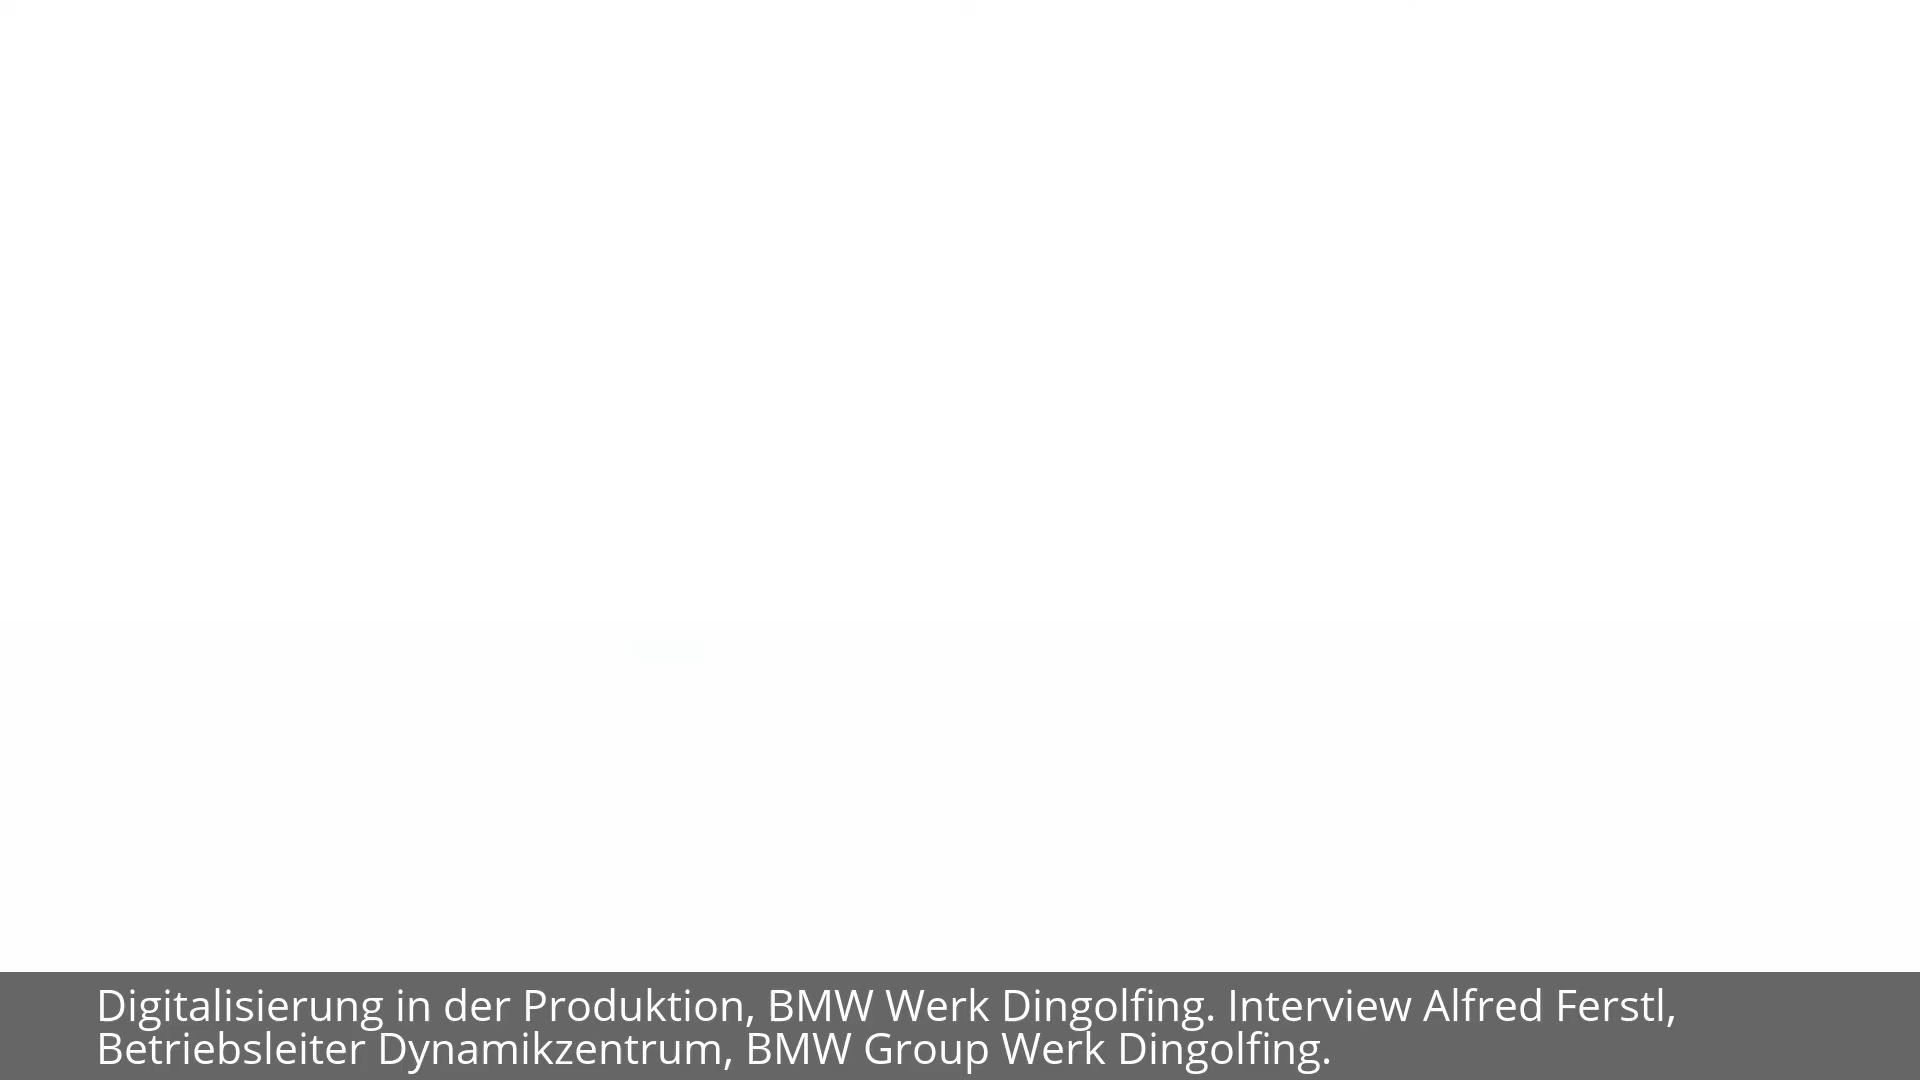 Digitalisierung in der Produktion, BMW Werk Dingolfing. Interview Alfred Ferstl,
Betriebsleiter Dynamikzentrum, BMW Group Werk Dingolfing.